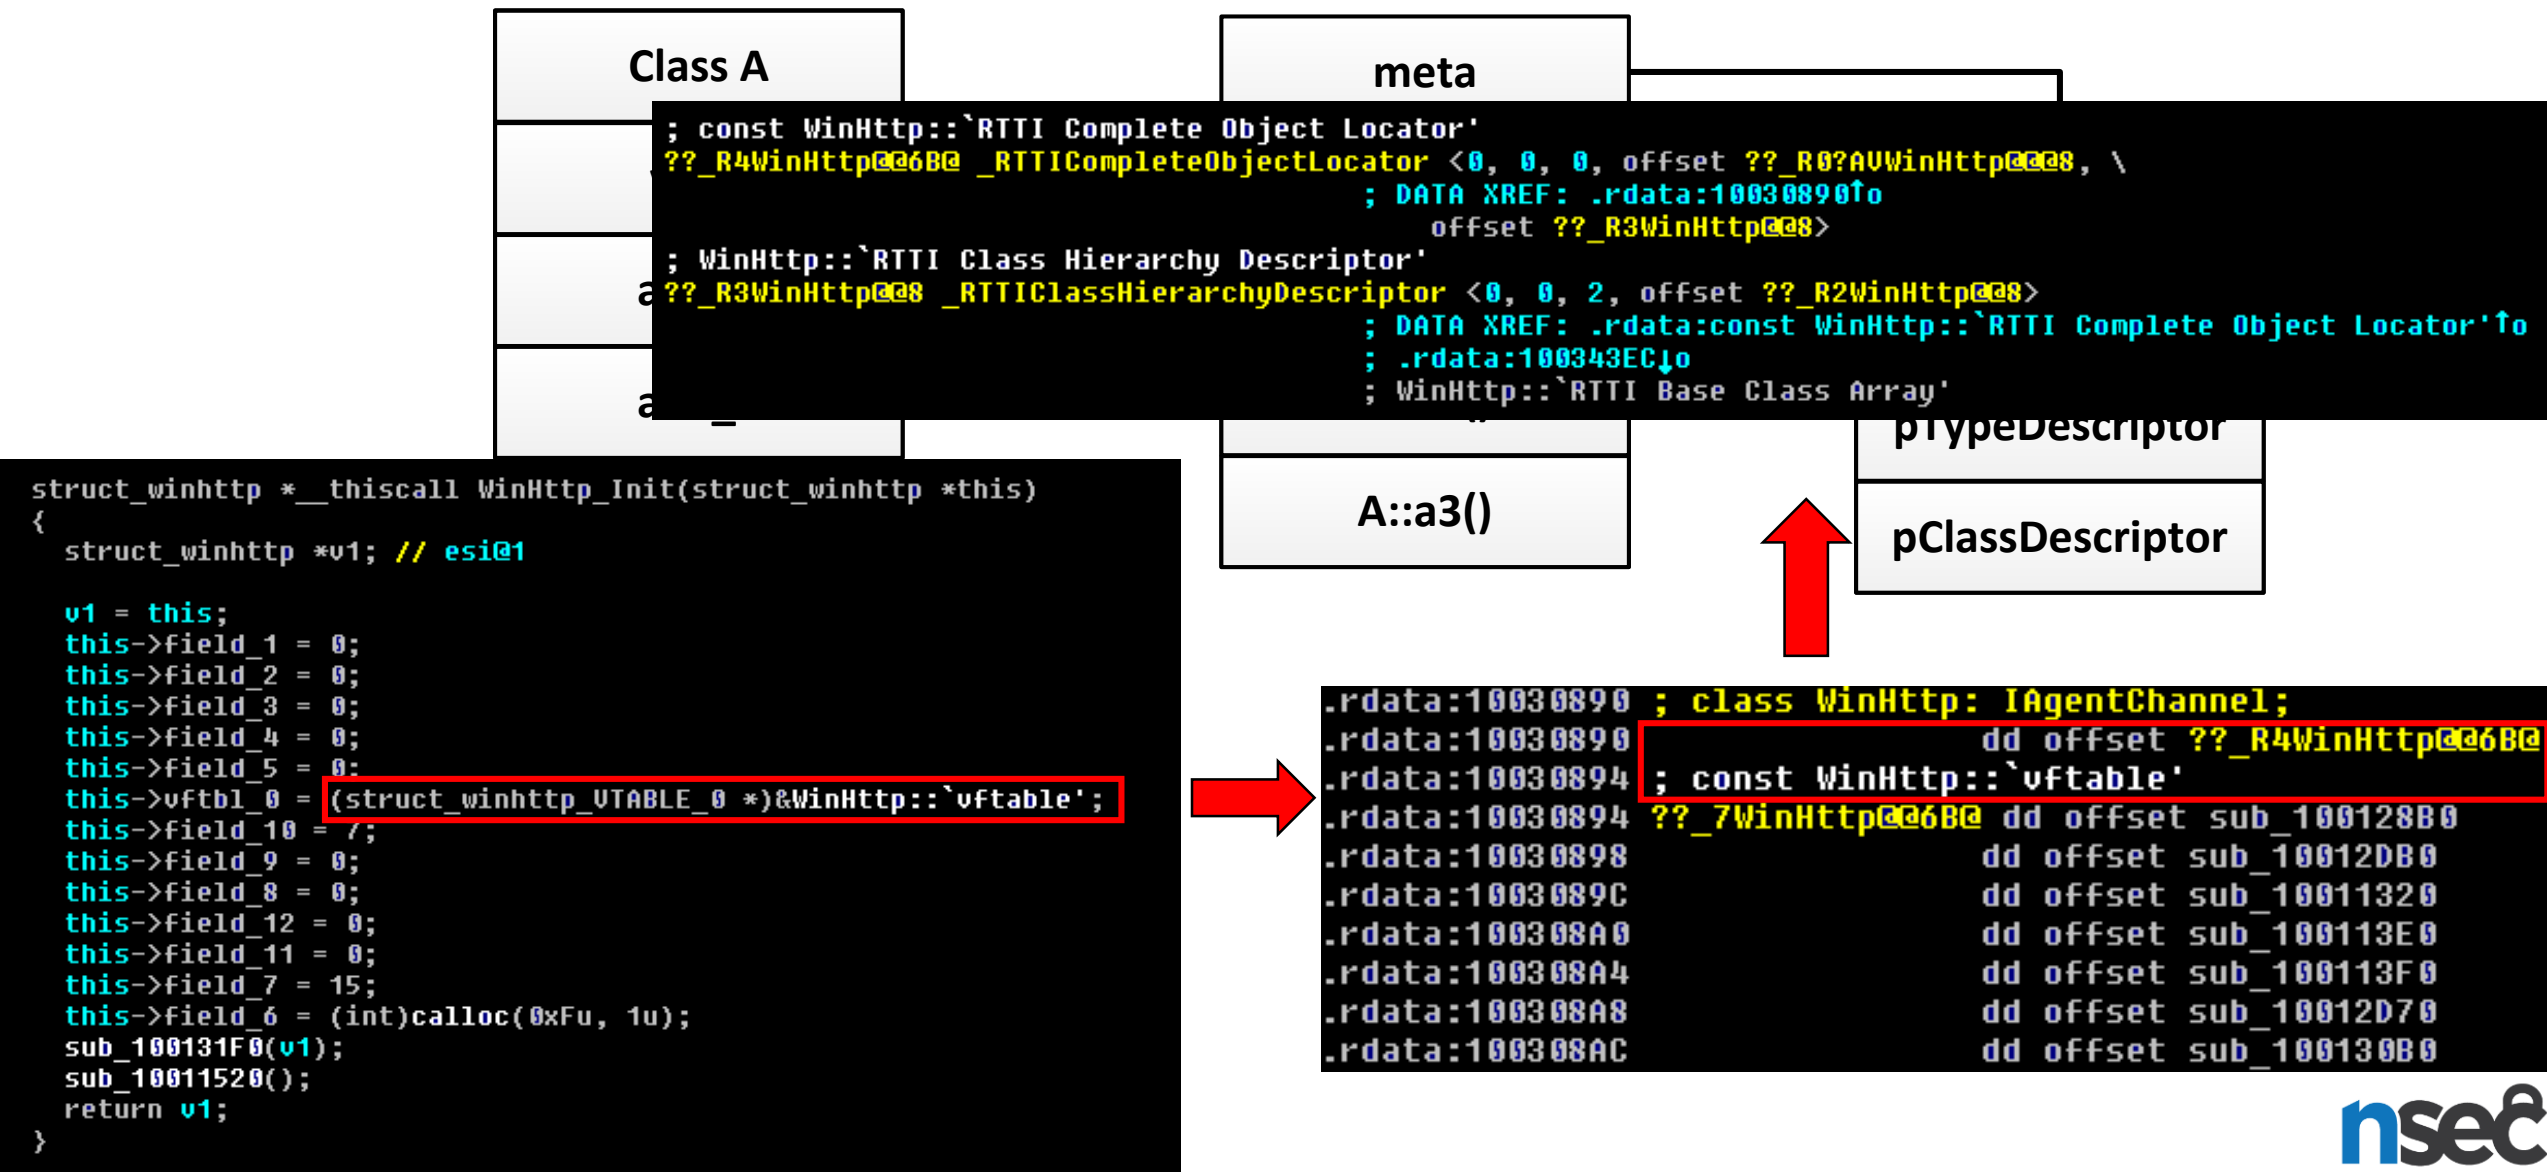 Class A
meta
; const WinHttp::`RTTI Complete Object Locator'
??_R4WinHttp@@6B@ _RTTICompleteObjectLocator <0, 0, 0, offset ??_R0?AVWinHttp@@@8, \
; DATA XREF: .rdata:10030890↑o
offset ??_R3WinHttp@@8>
; WinHttp::`RTTI Class Hierarchy Descriptor'
??_R3WinHttp@@8 _RTTIClassHierarchyDescriptor <0, 0, 2, offset ??_R2WinHttp@@8>
; DATA XREF: .rdata:const WinHttp::`RTTI Complete Object Locator'↑o
; .rdata:100343EC↓o
; WinHttp::`RTTI Base Class Array'
a
a
pTypeDescriptor
A::a3()
pClassDescriptor
struct_winhttp *__thiscall WinHttp_Init(struct_winhttp *this)
{
struct_winhttp *v1; // esi@1
v1 = this;
this->field_1 = 0;
this->field_2 = 0;
this->field_3 = 0;
this->field_4 = 0;
this->field_5 = 0;
this->vftbl_0 = (struct_winhttp_VTABLE_0 *)&WinHttp::`vftable';
this->field_10 = 7;
this->field_9 = 0;
this->field_8 = 0;
this->field_12 = 0;
this->field_11 = 0;
this->field_7 = 15;
this->field_6 = (int)calloc(0xFu, 1u);
sub_100131F0(v1);
sub_10011520();
return v1;
}
.rdata:10030890 ; class WinHttp: IAgentChannel;
.rdata:10030890 dd offset ??_R4WinHttp@@6B@
.rdata:10030894 ; const WinHttp::`vftable'
.rdata:10030894 ??_7WinHttp@@6B@ dd offset sub_100128B0
.rdata:10030898 dd offset sub_10012DB0
.rdata:1003089C dd offset sub_10011320
.rdata:100308A0 dd offset sub_100113E0
.rdata:100308A4 dd offset sub_100113F0
.rdata:100308A8 dd offset sub_10012D70
.rdata:100308AC dd offset sub_100130B0
nsec